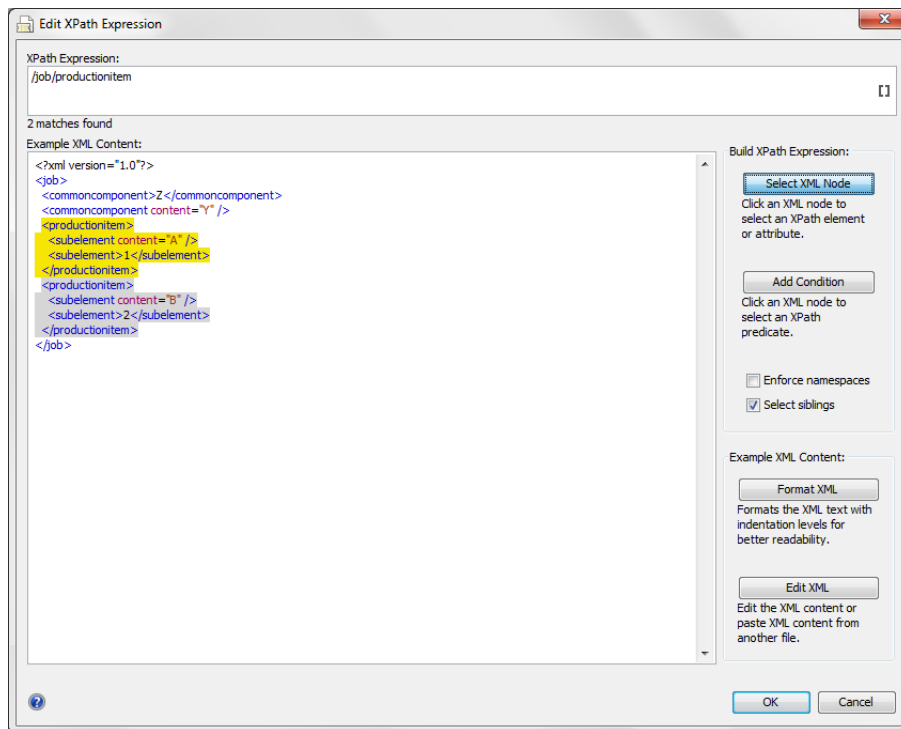 Edit XPath Expression
XPath Expression:
/job/productionitem
[]
2 matches found
Example XML Content:
<?xml version="1.0"?>
<job>
<commoncomponent>Z</commoncomponent>
<commoncomponent content="Y" />
<productionitem>
<subelement content="A" />
<subelement>1</subelement>
</productionitem>
<productionitem>
<subelement content="B" />
<subelement>2</subelement>
</productionitem>
</job>
Build XPath Expression:
Select XML Node
Click an XML node to
select an XPath element
or attribute.
Add Condition
Click an XML node to
select an XPath
predicate.
Enforce namespaces
Select siblings
Example XML Content:
Format XML
Formats the XML text with
indentation levels for
better readability.
Edit XML
Edit the XML content or
paste XML content from
another file.
?
OK
Cancel